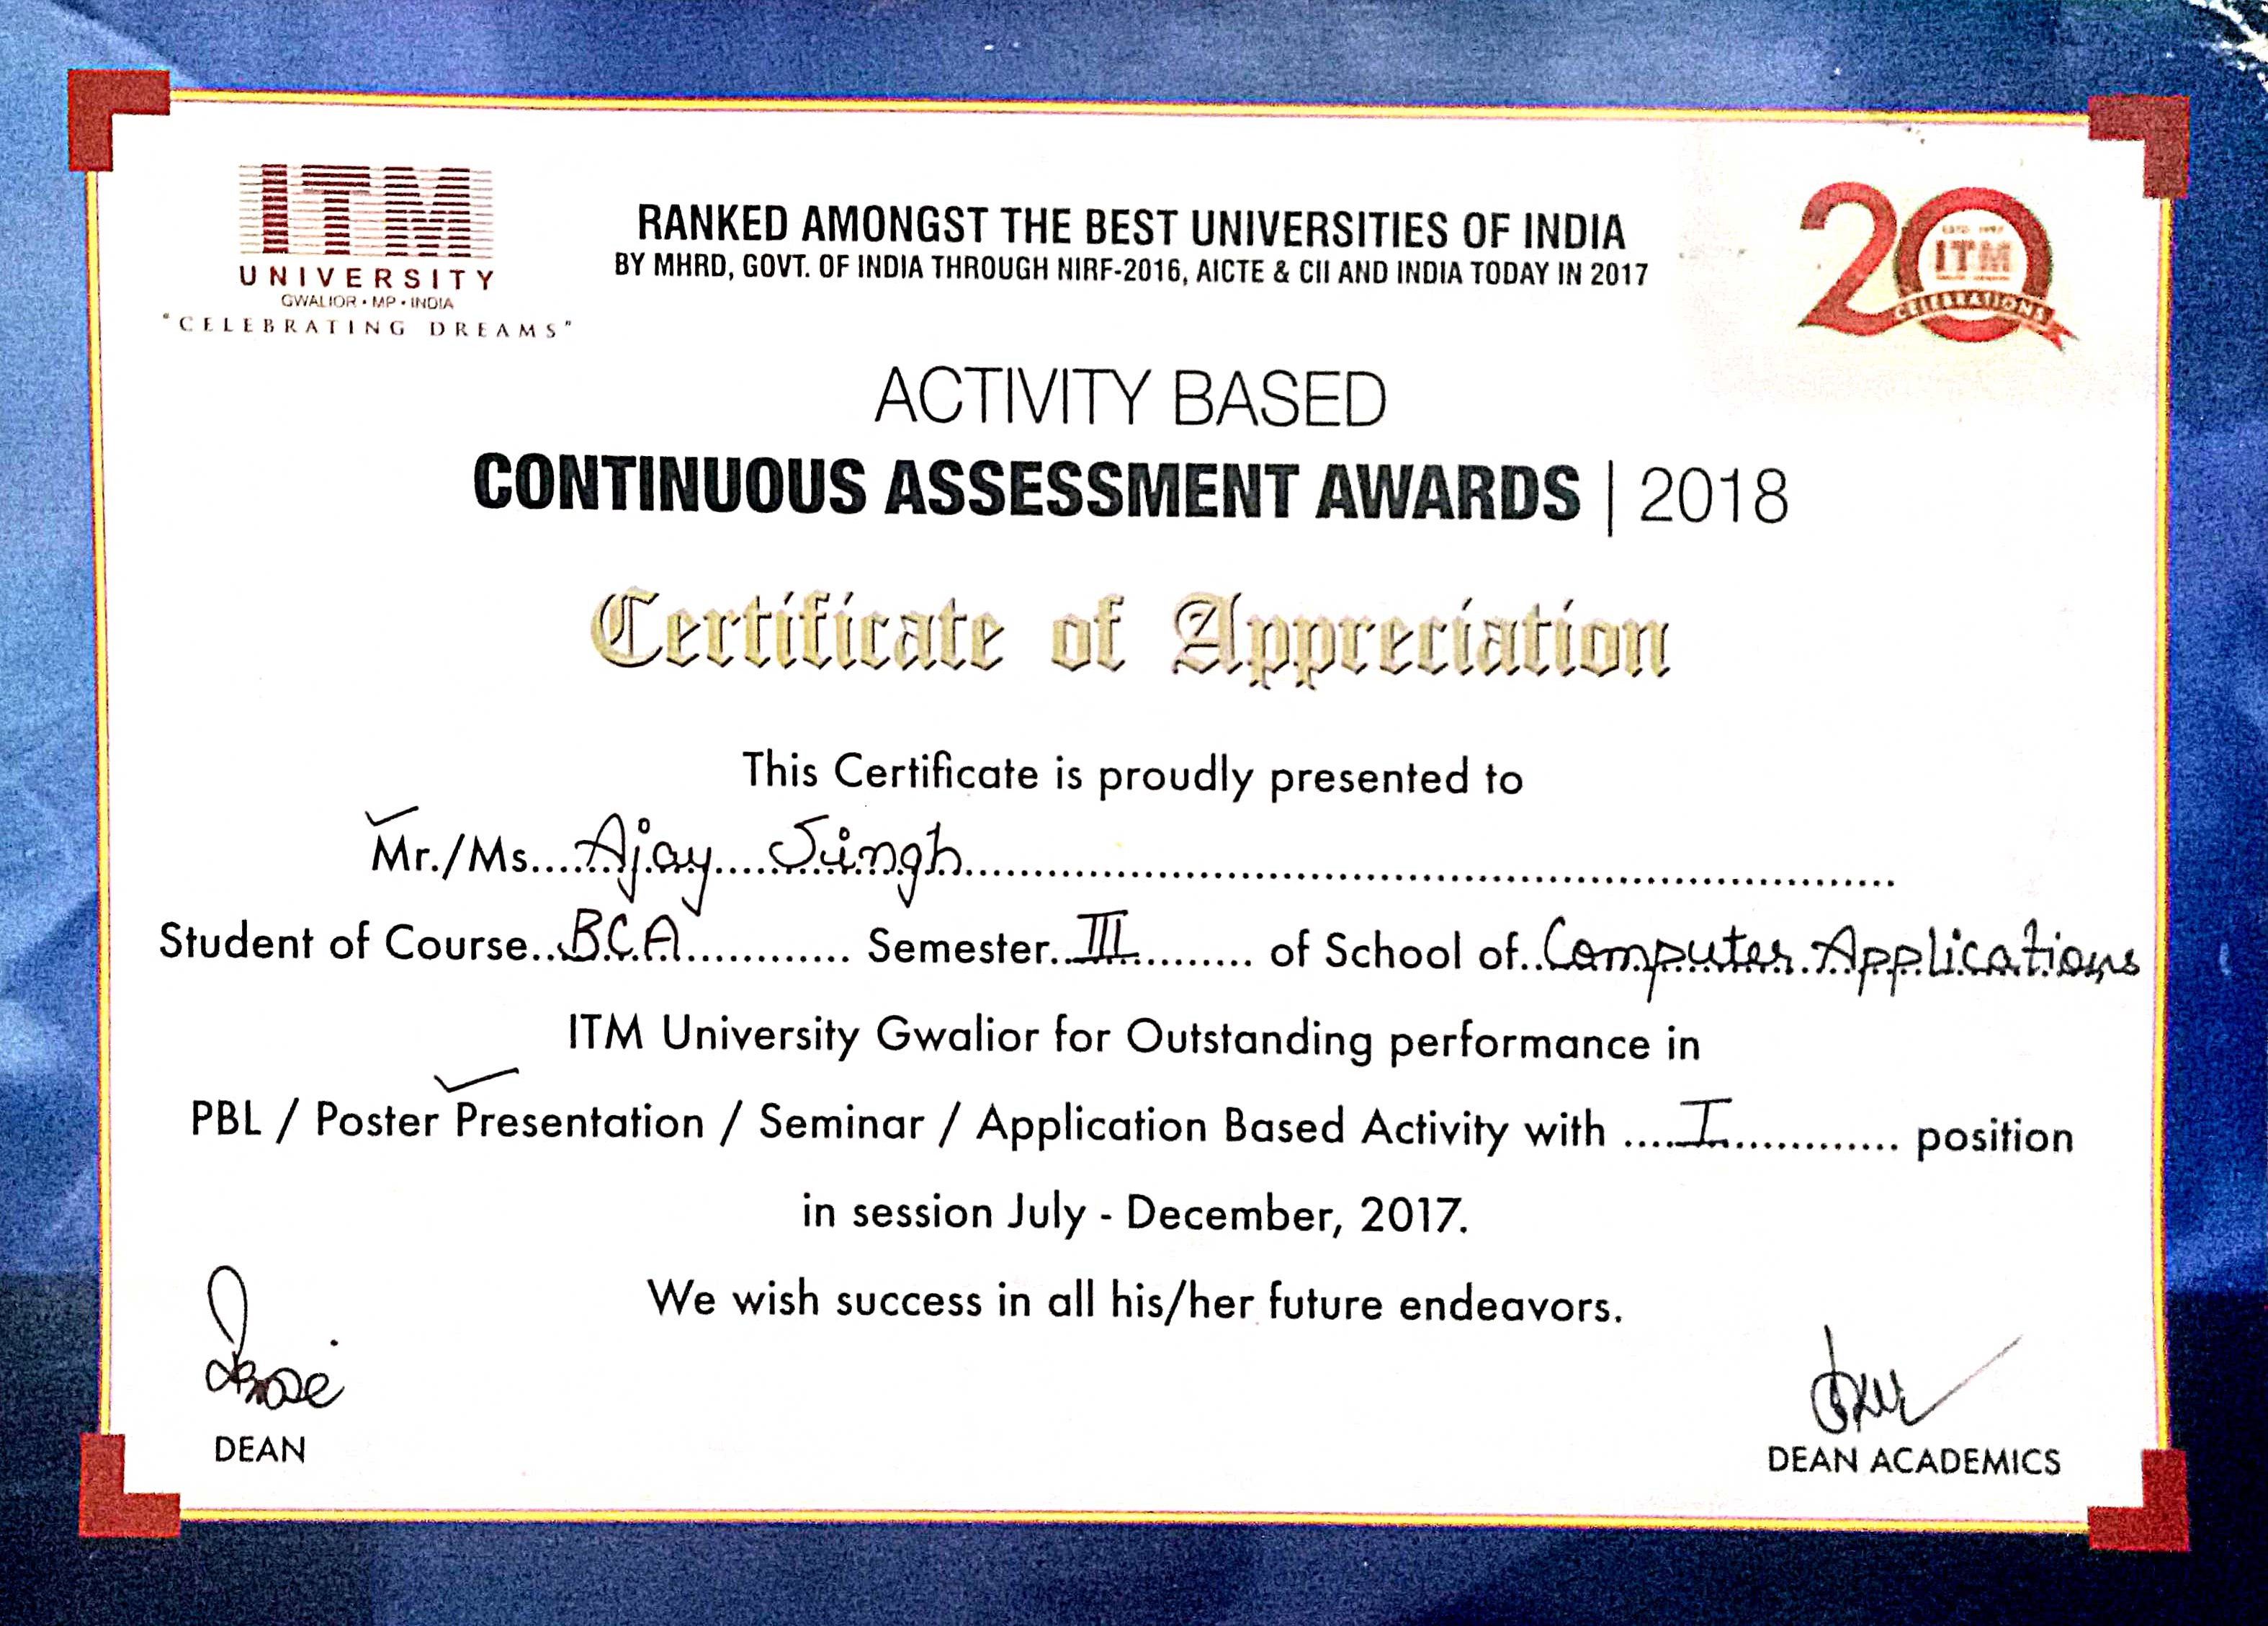 ITM
UNIVERSITY
GWALIOR • MP • INDIA
"CELEBRATING DREAMS"
RANKED AMONGST THE BEST UNIVERSITIES OF INDIA
BY MHRD, GOVT. OF INDIA THROUGH NIRF-2016, AICTE & CII AND INDIA TODAY IN 2017
20
ESTD. 1997
ITM
CELEBRATIONS
ACTIVITY BASED
CONTINUOUS ASSESSMENT AWARDS | 2018
Certificate of Appreciation
This Certificate is proudly presented to
Mr./Ms....Ajay....Singh...
Student of Course...B.C.A............ Semester...III.......... of School of..Computer Applications
ITM University Gwalior for Outstanding performance in
PBL / Poster Presentation / Seminar / Application Based Activity with .....I............. position
in session July - December, 2017.
We wish success in all his/her future endeavors.
DEAN
DEAN ACADEMICS